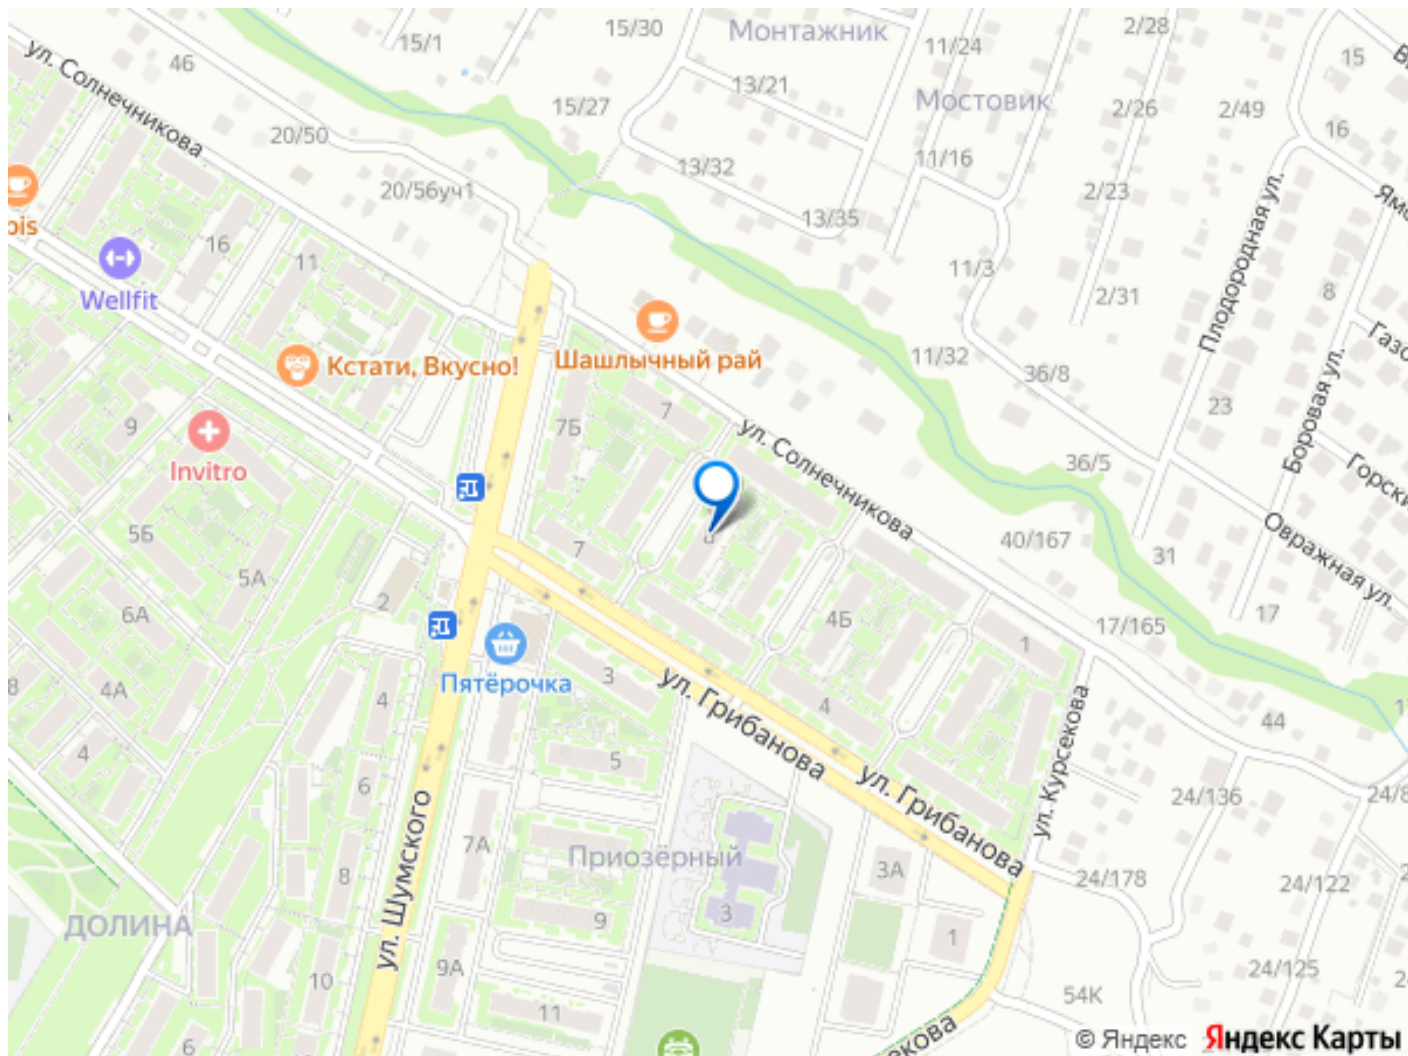 15/1
15/30
Монтажник
11/24
2/28
15
ул. Солнечникова
46
13/21
Мостовик
2/26
2/49
15/27
16
20/50
13/32
11/16
2/23
20/56уч1
13/35
Плодородная ул.
pis
16
11
11/3
2/31
8
Wellfit
Шашлычный рай
11/32
36/8
Кстати, Вкусно!
Боровая ул.
7
23
9
7Б
ул. Солнечникова
36/5
Invitro
5Б
7
40/167
31
Овражная ул.
5А
2
6А
4Б
17/165
17
1
3
Пятёрочка
ул. Грибанова
8
4А
4
4
44
4
5
6
ул. Грибанова
ул. Курсекова
24/136
24/8
ул. Шумского
7А
Приозёрный
3А
24/178
24/122
8
ДОЛИНА
9
3
1
9А
10
24/125
54К
11
6
екова
© Яндекс Яндекс Карты